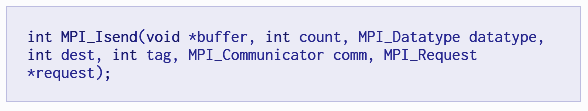 int MPI_Isend(void *buffer, int count, MPI_Datatype datatype,
int dest, int tag, MPI_Communicator comm, MPI_Request
*request);